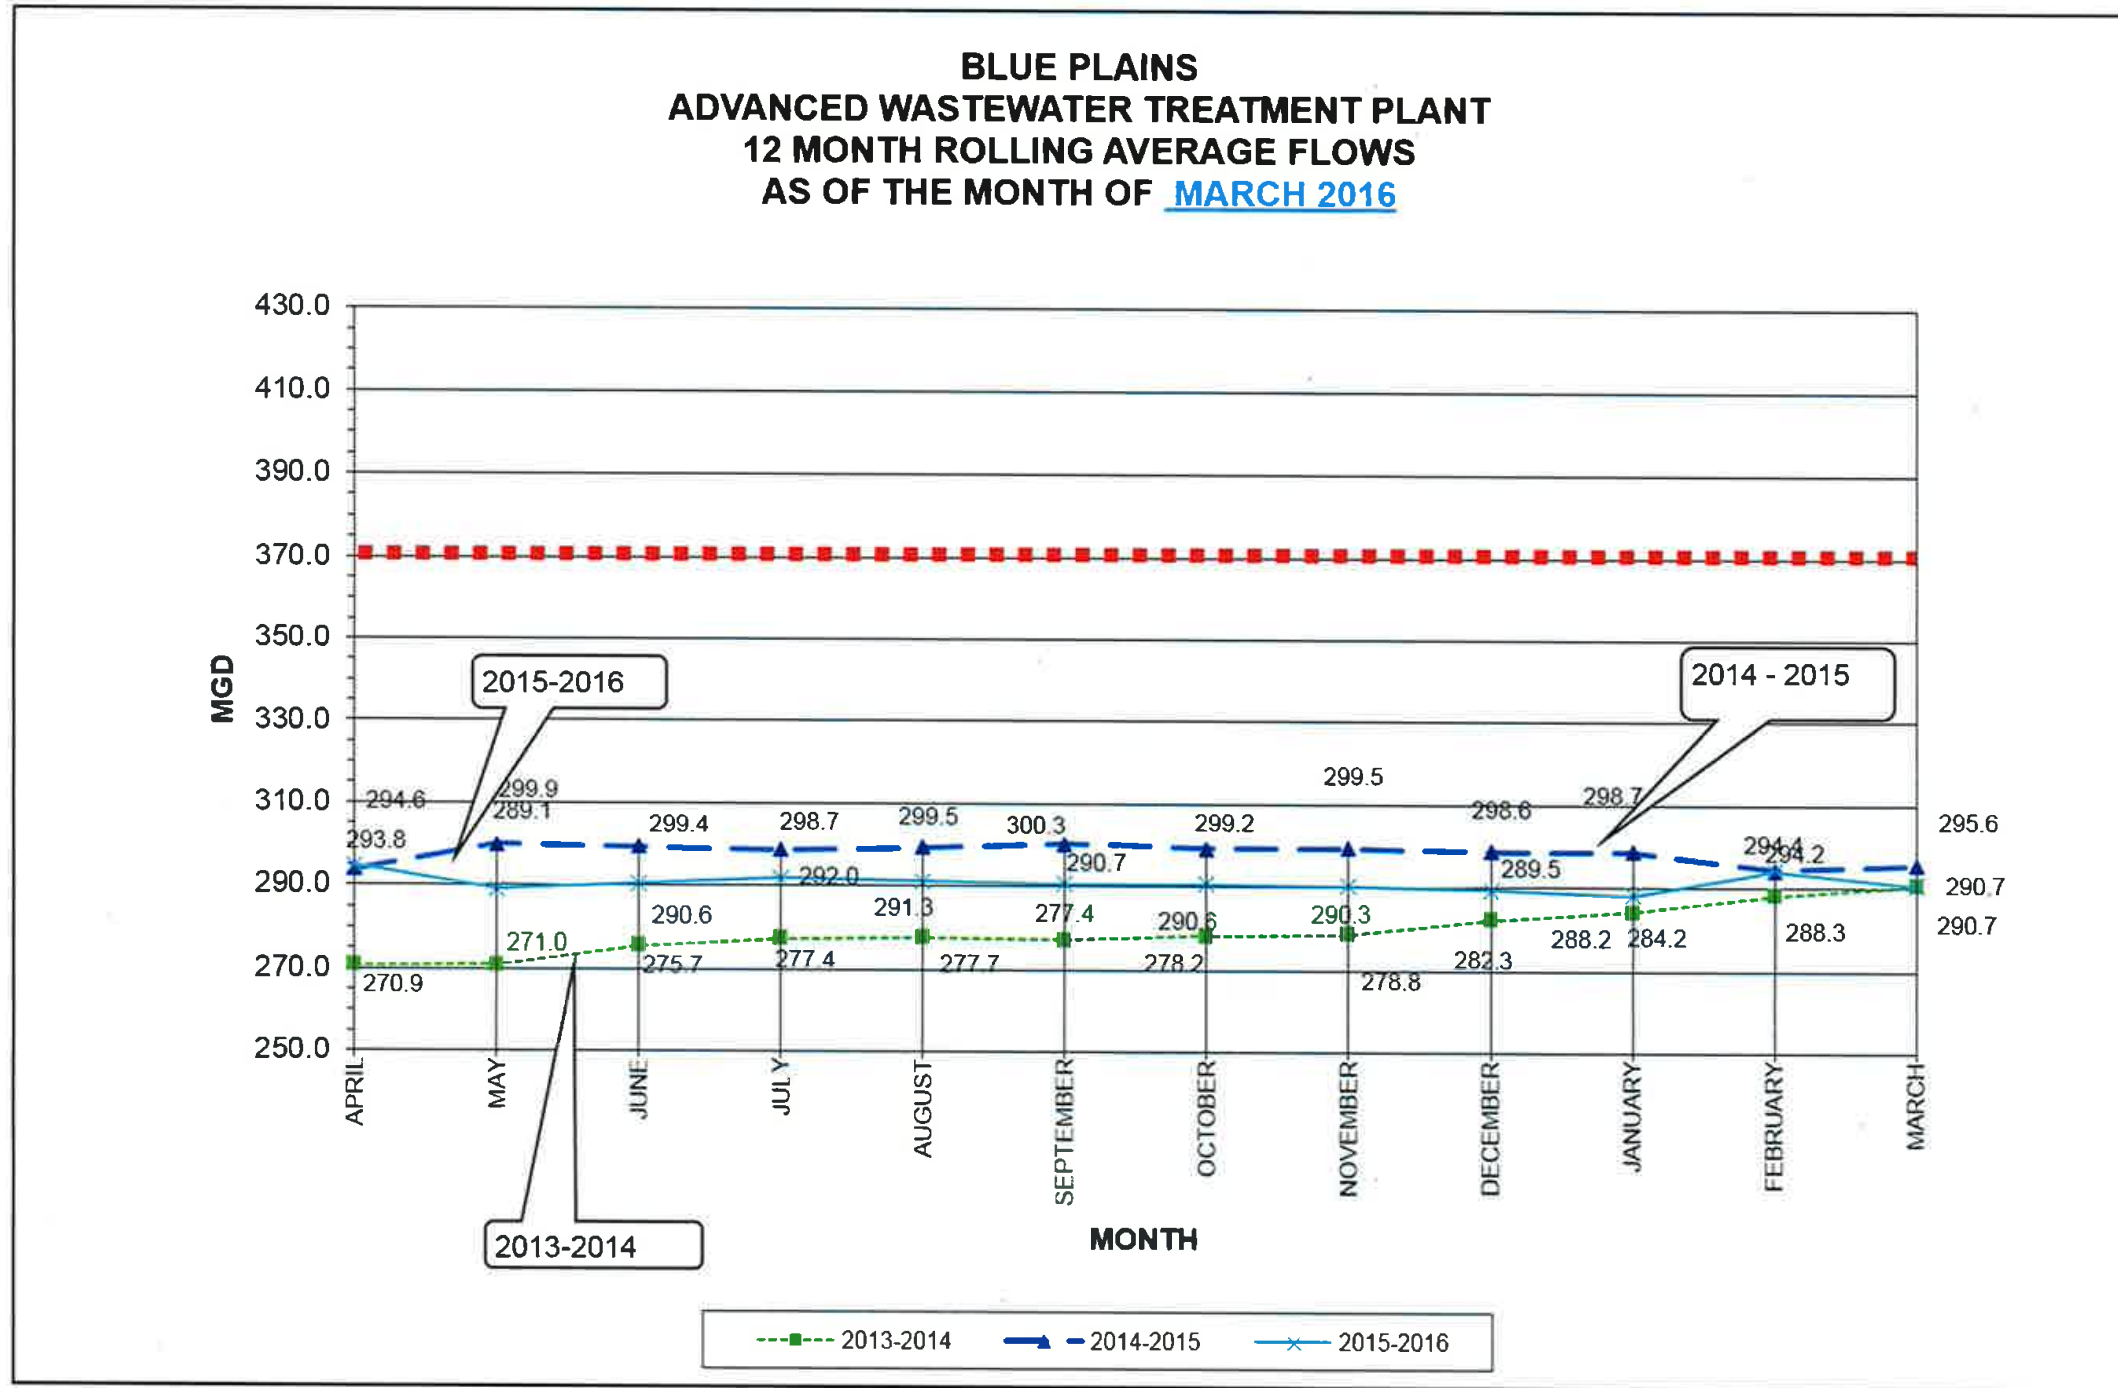 BLUE PLAINS
ADVANCED WASTEWATER TREATMENT PLANT
12 MONTH ROLLING AVERAGE FLOWS
AS OF THE MONTH OF MARCH 2016
MGD
430.0
410.0
390.0
370.0
350.0
330.0
310.0
290.0
270.0
250.0
2015-2016
2014 - 2015
2013-2014
294.6
299.9
299.4
298.7
299.5
300.3
299.2
299.5
298.6
298.7
294.4
295.6
293.8
289.1
290.6
292.0
291.3
290.7
290.6
290.3
289.5
288.2
294.2
290.7
270.9
271.0
275.7
277.4
277.7
277.4
278.2
278.8
282.3
284.2
288.3
290.7
APRIL
MAY
JUNE
JULY
AUGUST
SEPTEMBER
OCTOBER
NOVEMBER
DECEMBER
JANUARY
FEBRUARY
MARCH
MONTH
2013-2014
2014-2015
2015-2016